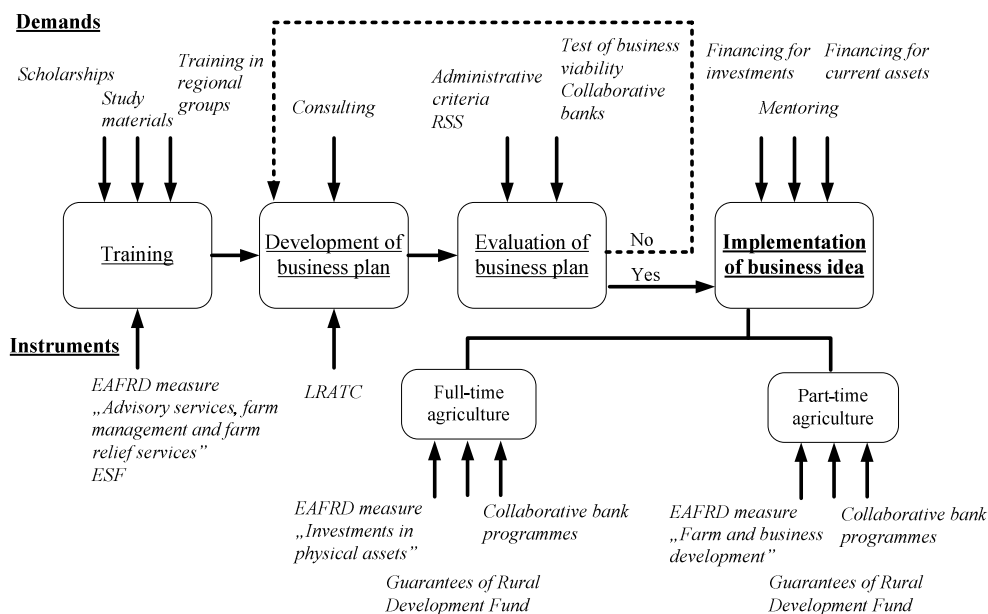 Demands
Scholarships
Study
materials
Training in
regional
groups
Consulting
Administrative
criteria
RSS
Test of business
viability
Collaborative
banks
Financing for
investments
Financing for
current assets
Mentoring
Training
Development of
business plan
Evaluation of
business plan
No
Yes
Implementation
of business idea
Instruments
EAFRD measure
„Advisory services, farm
management and farm
relief services”
ESF
LRATC
Full-time
agriculture
Part-time
agriculture
EAFRD measure
„Investments in
physical assets”
Collaborative bank
programmes
Guarantees of Rural
Development Fund
EAFRD measure
„Farm and business
development”
Collaborative bank
programmes
Guarantees of Rural
Development Fund